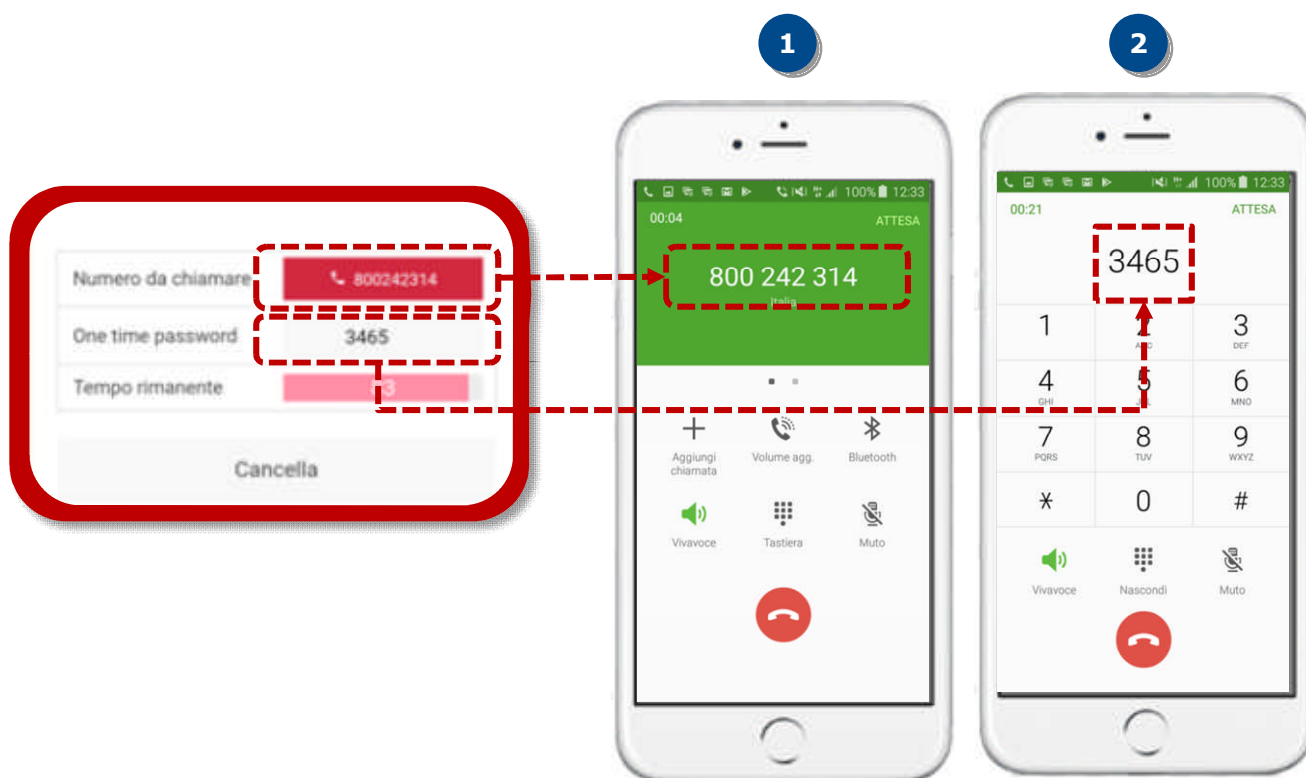 1
2
Numero da chiamare
800242314
One time password
3465
Tempo rimanente
53
Cancella
100% 12:33
00:04
ATTESA
800 242 314
Italia
Aggiungi
chiamata
Volume agg.
Bluetooth
Vivavoce
Tastiera
Muto
100% 12:33
00:21
ATTESA
3465
1
2
3
ABC
DEF
4
5
6
GHI
JKL
MNO
7
8
9
PQRS
TUV
WXYZ
*
0
#
Vivavoce
Nascondi
Muto